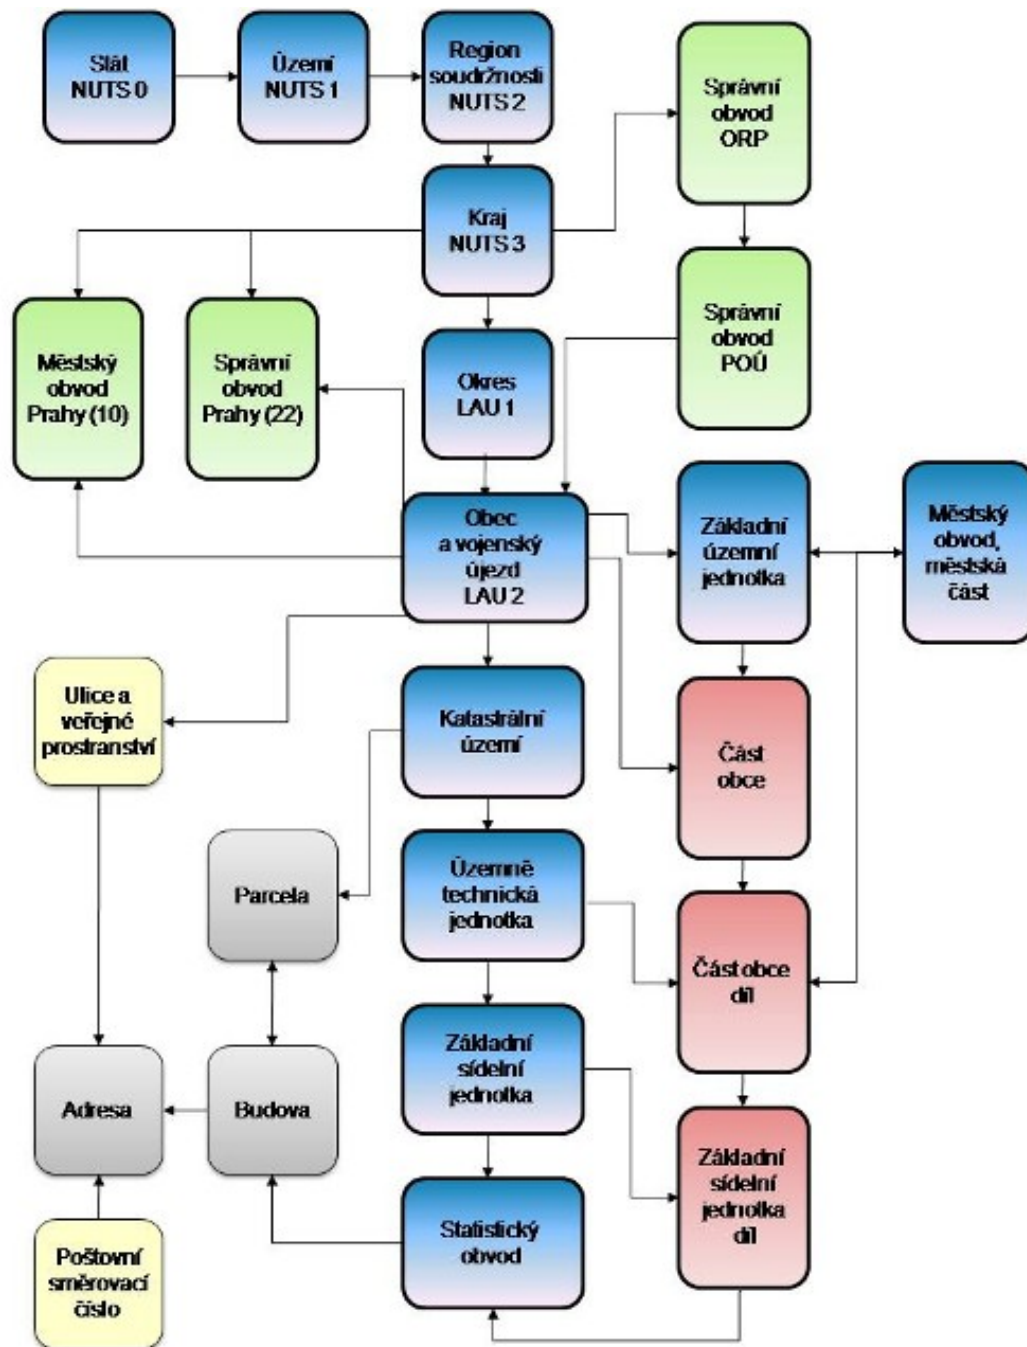 Stát
NUTS 0
Území
NUTS 1
Region
soudržnosti
NUTS 2
Správní
obvod
ORP
Kraj
NUTS 3
Městský
obvod
Prahy (10)
Správní
obvod
Prahy (22)
Okres
LAU 1
Správní
obvod
POÚ
Obec
a vojenský
újezd
LAU 2
Základní
územní
jednotka
Městský
obvod,
městská
část
Ulice a
veřejné
prostranství
Katastrální
území
Část
obce
Parcela
Územně
technická
jednotka
Část obce
díl
Adresa
Budova
Základní
sídelní
jednotka
Základní
sídelní
jednotka
díl
Poštovní
směrovací
číslo
Statistický
obvod